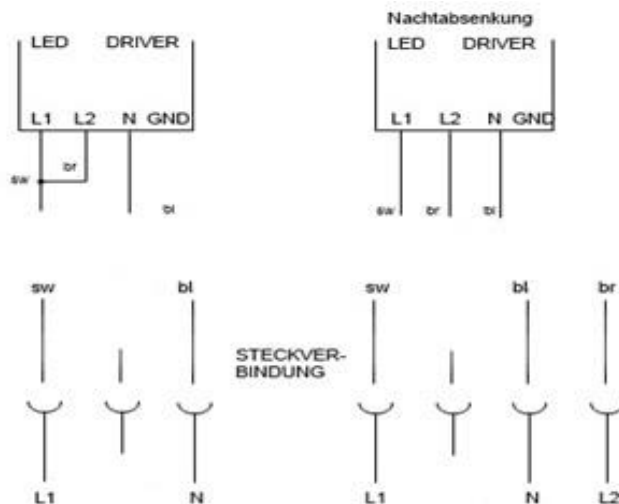 Nachtabsenkung
LED DRIVER
L1 L2 N GND
sw br bl
LED DRIVER
L1 L2 N GND
sw br bl
sw bl
STECKVER-
BINDUNG
L1 N
sw bl br
L1 N L2